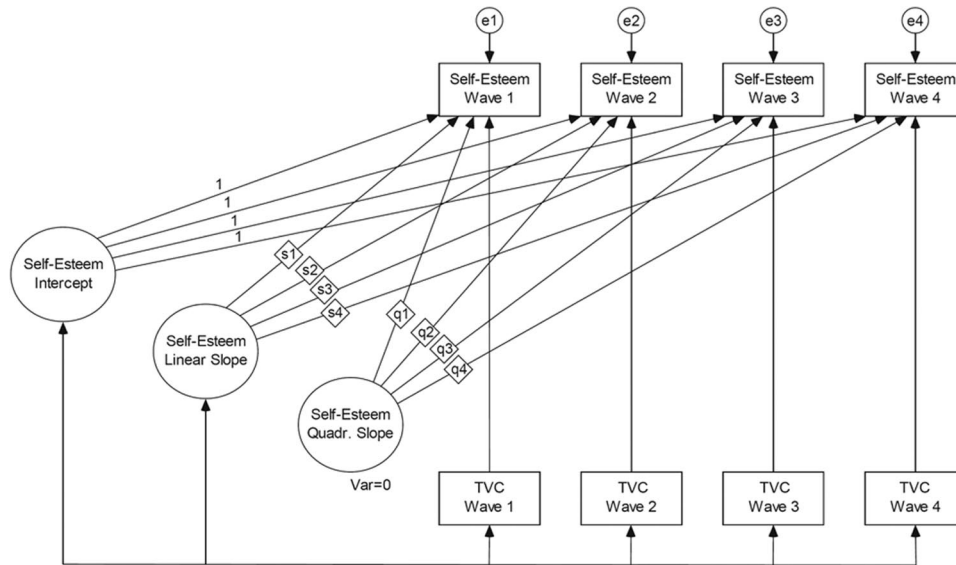 e1
e2
e3
e4
Self-Esteem
Wave 1
Self-Esteem
Wave 2
Self-Esteem
Wave 3
Self-Esteem
Wave 4
1
1
1
1
Self-Esteem
Intercept
s1
s2
s3
s4
Self-Esteem
Linear Slope
q1
q2
q3
q4
Self-Esteem
Quadr. Slope
Var=0
TVC
Wave 1
TVC
Wave 2
TVC
Wave 3
TVC
Wave 4